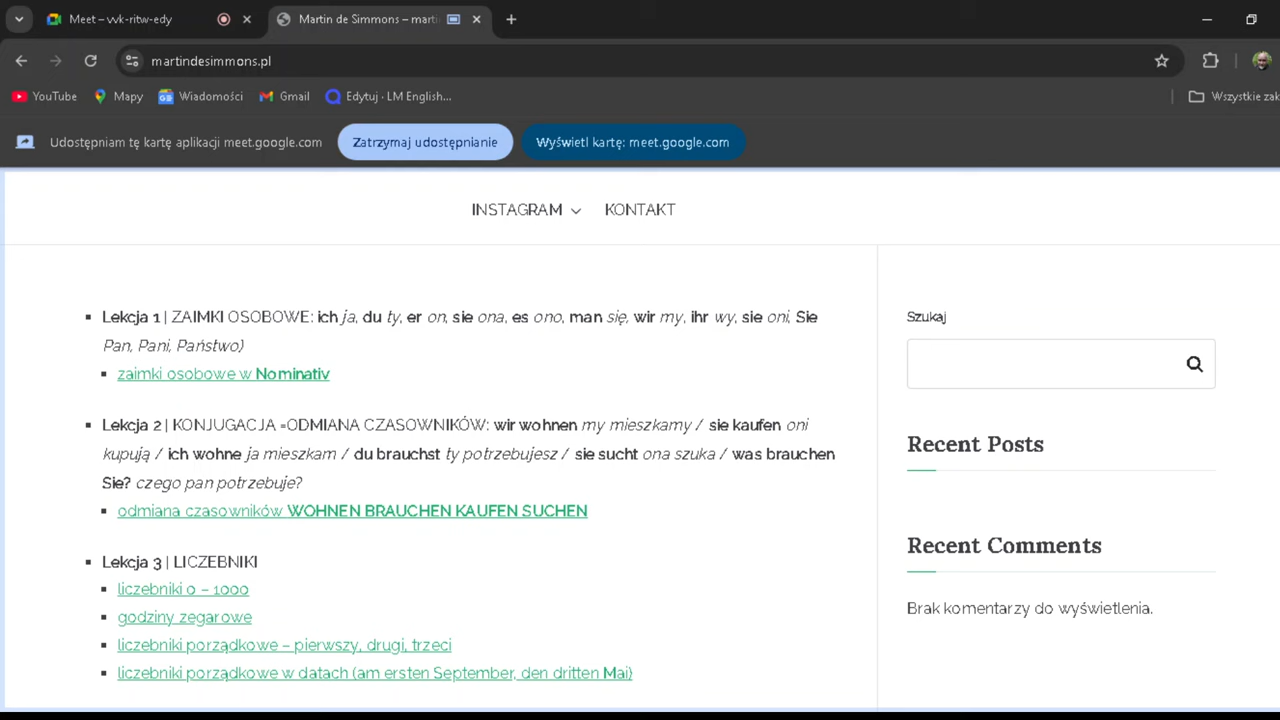 Meet – vvk-ritw-edy
Martin de Simmons – marti
martindesimmons.pl
YouTube
Mapy
Wiadomości
Gmail
Edytuj · LM English...
Wszystkie zak
Udostępniam tę kartę aplikacji meet.google.com
Zatrzymaj udostępnianie
Wyświetl kartę: meet.google.com
INSTAGRAM
KONTAKT
Lekcja 1 | ZAIMKI OSOBOWE: ich ja, du ty, er on, sie ona, es ono, man się, wir my, ihr wy, sie oni, Sie
Pan, Pani, Państwo)
zaimki osobowe w Nominativ
Lekcja 2 | KONJUGACJA =ODMIANA CZASOWNIKÓW: wir wohnen my mieszkamy / sie kaufen oni
kupują / ich wohne ja mieszkam / du brauchst ty potrzebujesz / sie sucht ona szuka / was brauchen
Sie? czego pan potrzebuje?
odmiana czasowników WOHNEN BRAUCHEN KAUFEN SUCHEN
Lekcja 3 | LICZEBNIKI
liczebniki 0 – 1000
godziny zegarowe
liczebniki porządkowe – pierwszy, drugi, trzeci
liczebniki porządkowe w datach (am ersten September, den dritten Mai)
Szukaj
Recent Posts
Recent Comments
Brak komentarzy do wyświetlenia.